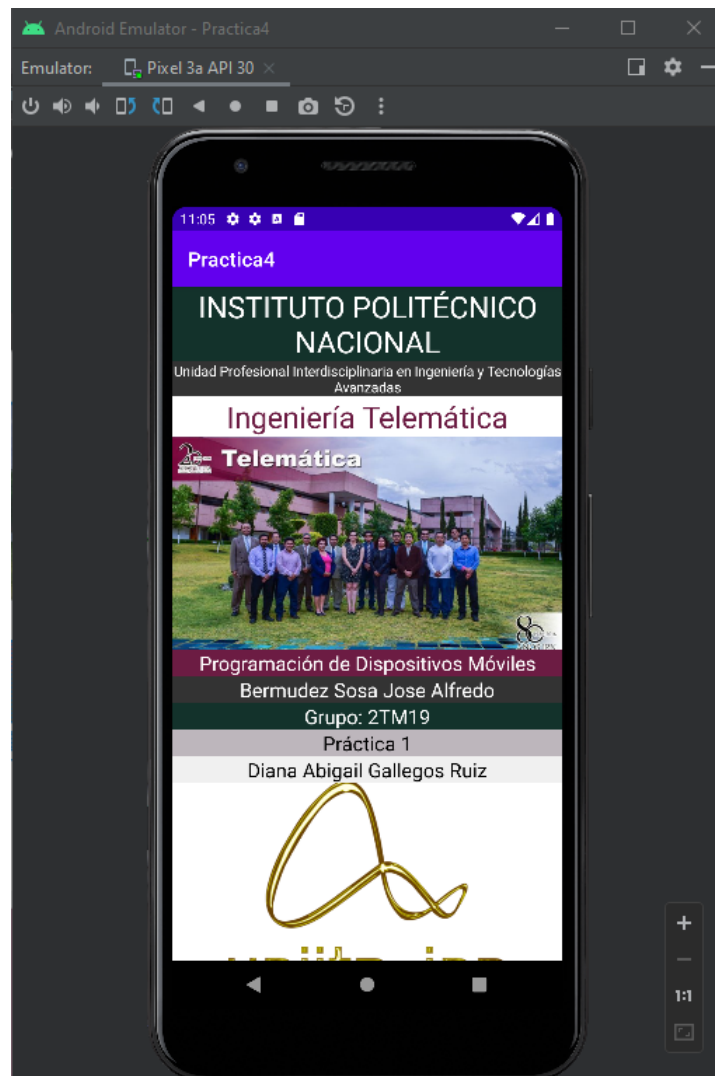 Android Emulator - Practica4
Emulator:
Pixel 3a API 30
11:05
Practica4
INSTITUTO POLITÉCNICO
NACIONAL
Unidad Profesional Interdisciplinaria en Ingeniería y Tecnologías
Avanzadas
Ingeniería Telemática
Telemática
Programación de Dispositivos Móviles
Bermudez Sosa Jose Alfredo
Grupo: 2TM19
Práctica 1
Diana Abigail Gallegos Ruiz
1:1